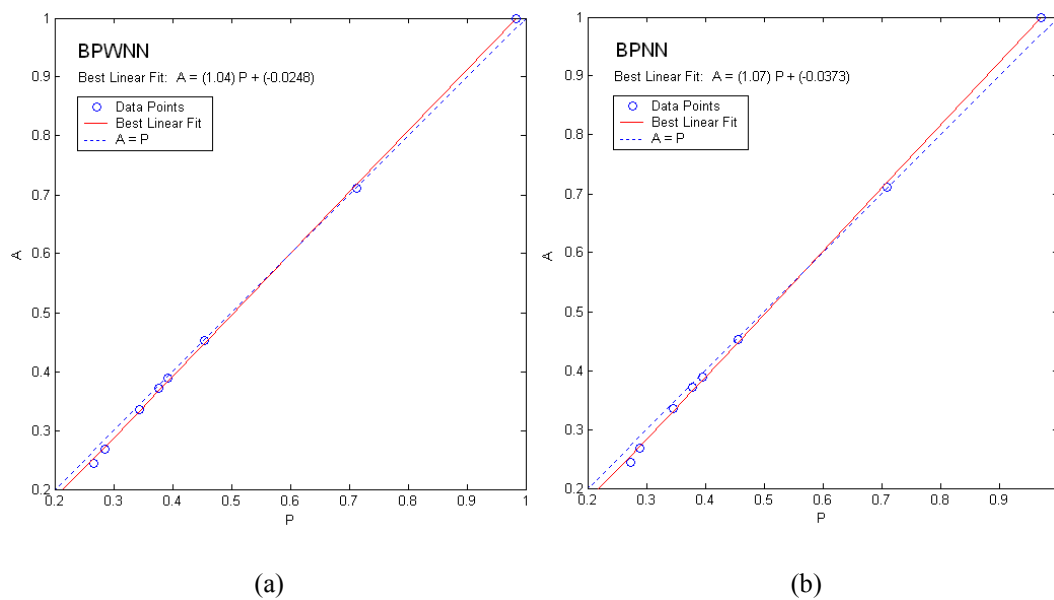 BPWNN
Best Linear Fit: A = (1.04) P + (-0.0248)
Data Points
Best Linear Fit
A = P
1
0.9
0.8
0.7
0.6
0.5
0.4
0.3
0.2
A
0.2 0.3 0.4 0.5 0.6 0.7 0.8 0.9 1
P
(a)
BPNN
Best Linear Fit: A = (1.07) P + (-0.0373)
Data Points
Best Linear Fit
A = P
1
0.9
0.8
0.7
0.6
0.5
0.4
0.3
0.2
A
0.2 0.3 0.4 0.5 0.6 0.7 0.8 0.9
P
(b)